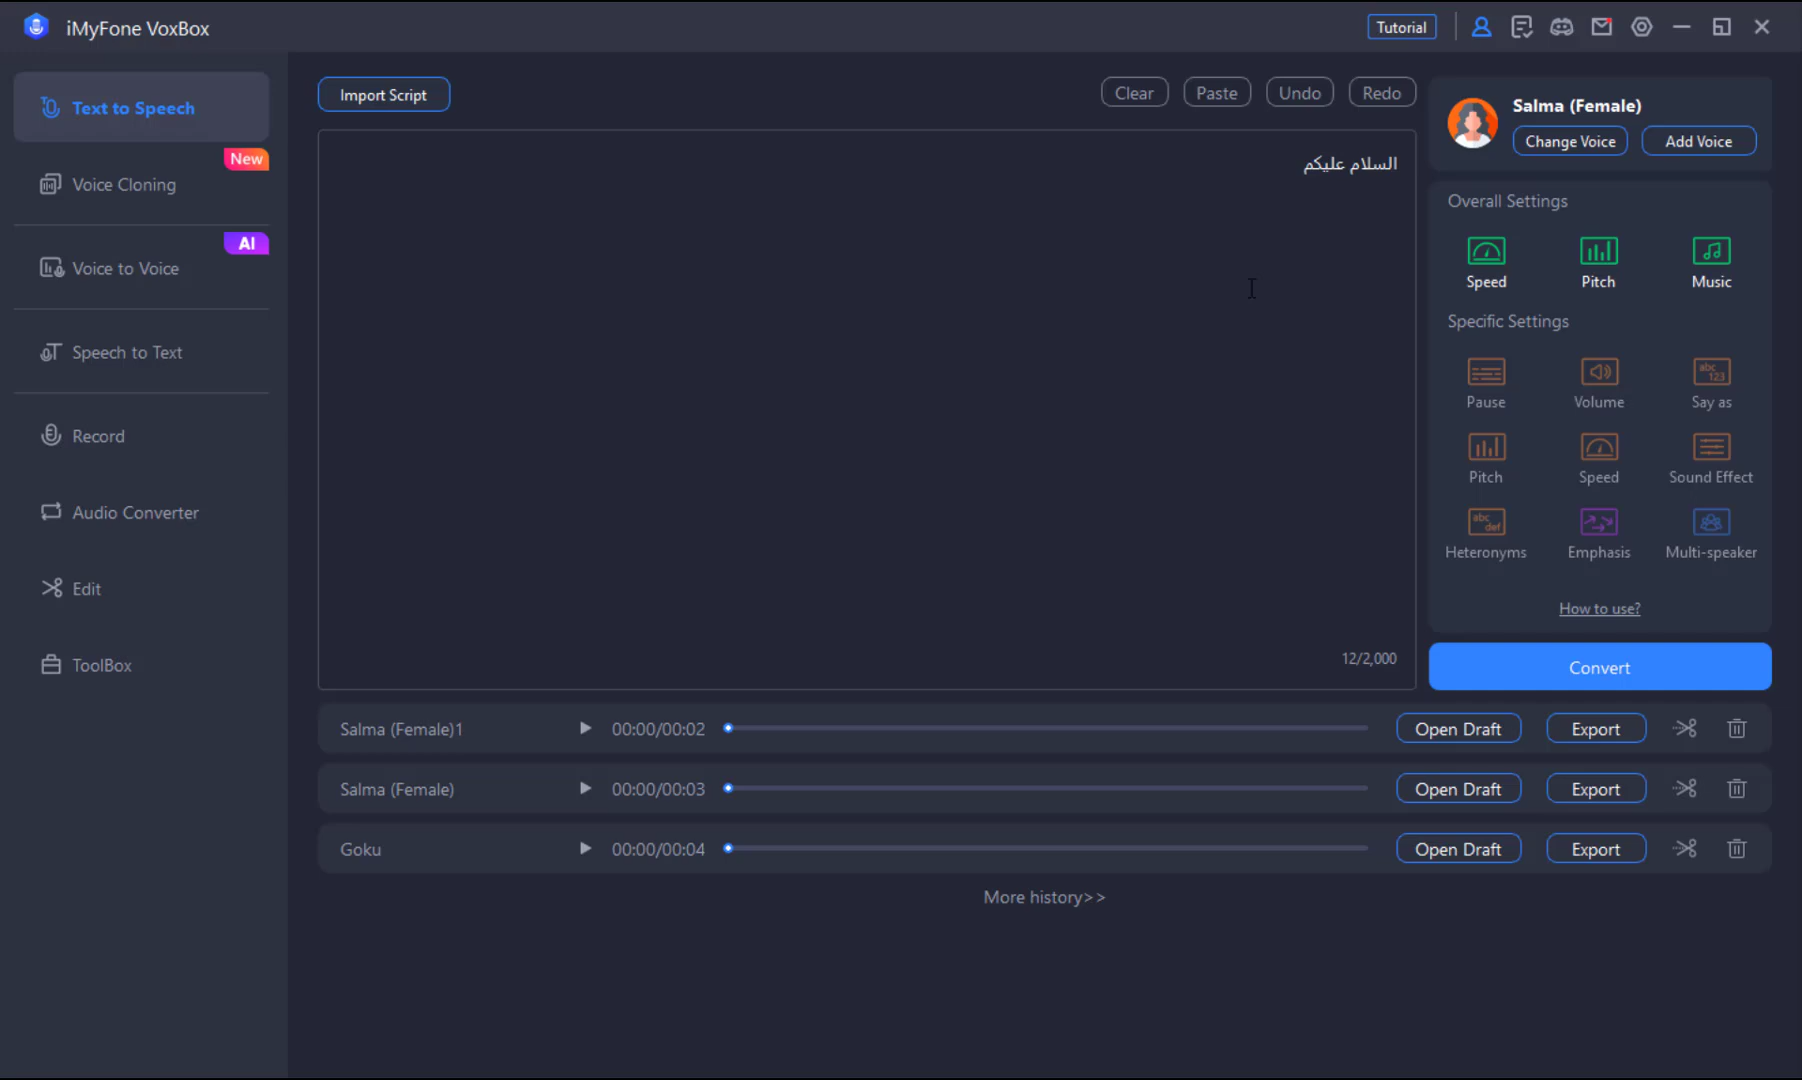 iMyFone VoxBox
Tutorial
Text to Speech
New
Voice Cloning
AI
Voice to Voice
Speech to Text
Record
Audio Converter
Edit
ToolBox
Import Script
Clear
Paste
Undo
Redo
السلام عليكم
12/2,000
Salma (Female)
Change Voice
Add Voice
Overall Settings
Speed
Pitch
Music
Specific Settings
abc
123
Pause
Volume
Say as
Pitch
Speed
Sound Effect
abc
def
Heteronyms
Emphasis
Multi-speaker
How to use?
Convert
Salma (Female)1
00:00/00:02
Open Draft
Export
Salma (Female)
00:00/00:03
Open Draft
Export
Goku
00:00/00:04
Open Draft
Export
More history>>